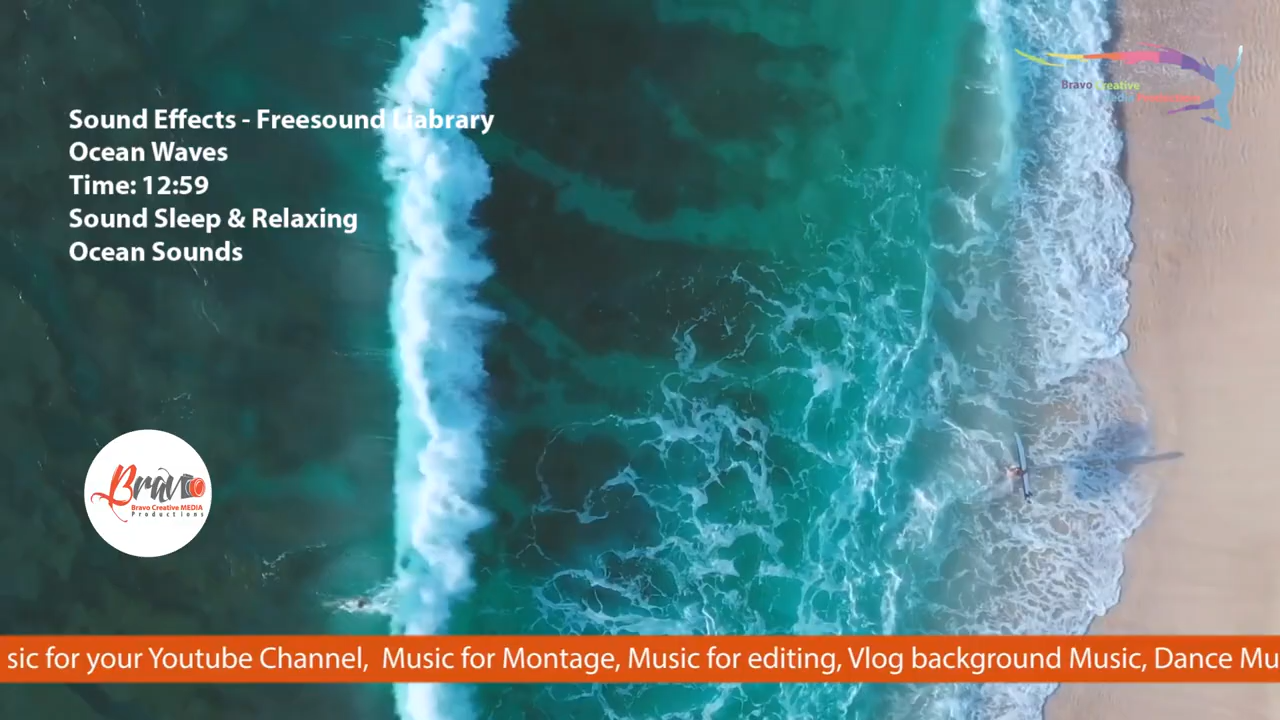 Sound Effects - Freesound Liabrary
Ocean Waves
Time: 12:59
Sound Sleep & Relaxing
Ocean Sounds
Bravo Creative
Media
Bravo
Bravo Creative MEDIA
Productions
sic for your Youtube Channel, Music for Montage, Music for editing, Vlog background Music, Dance Mu